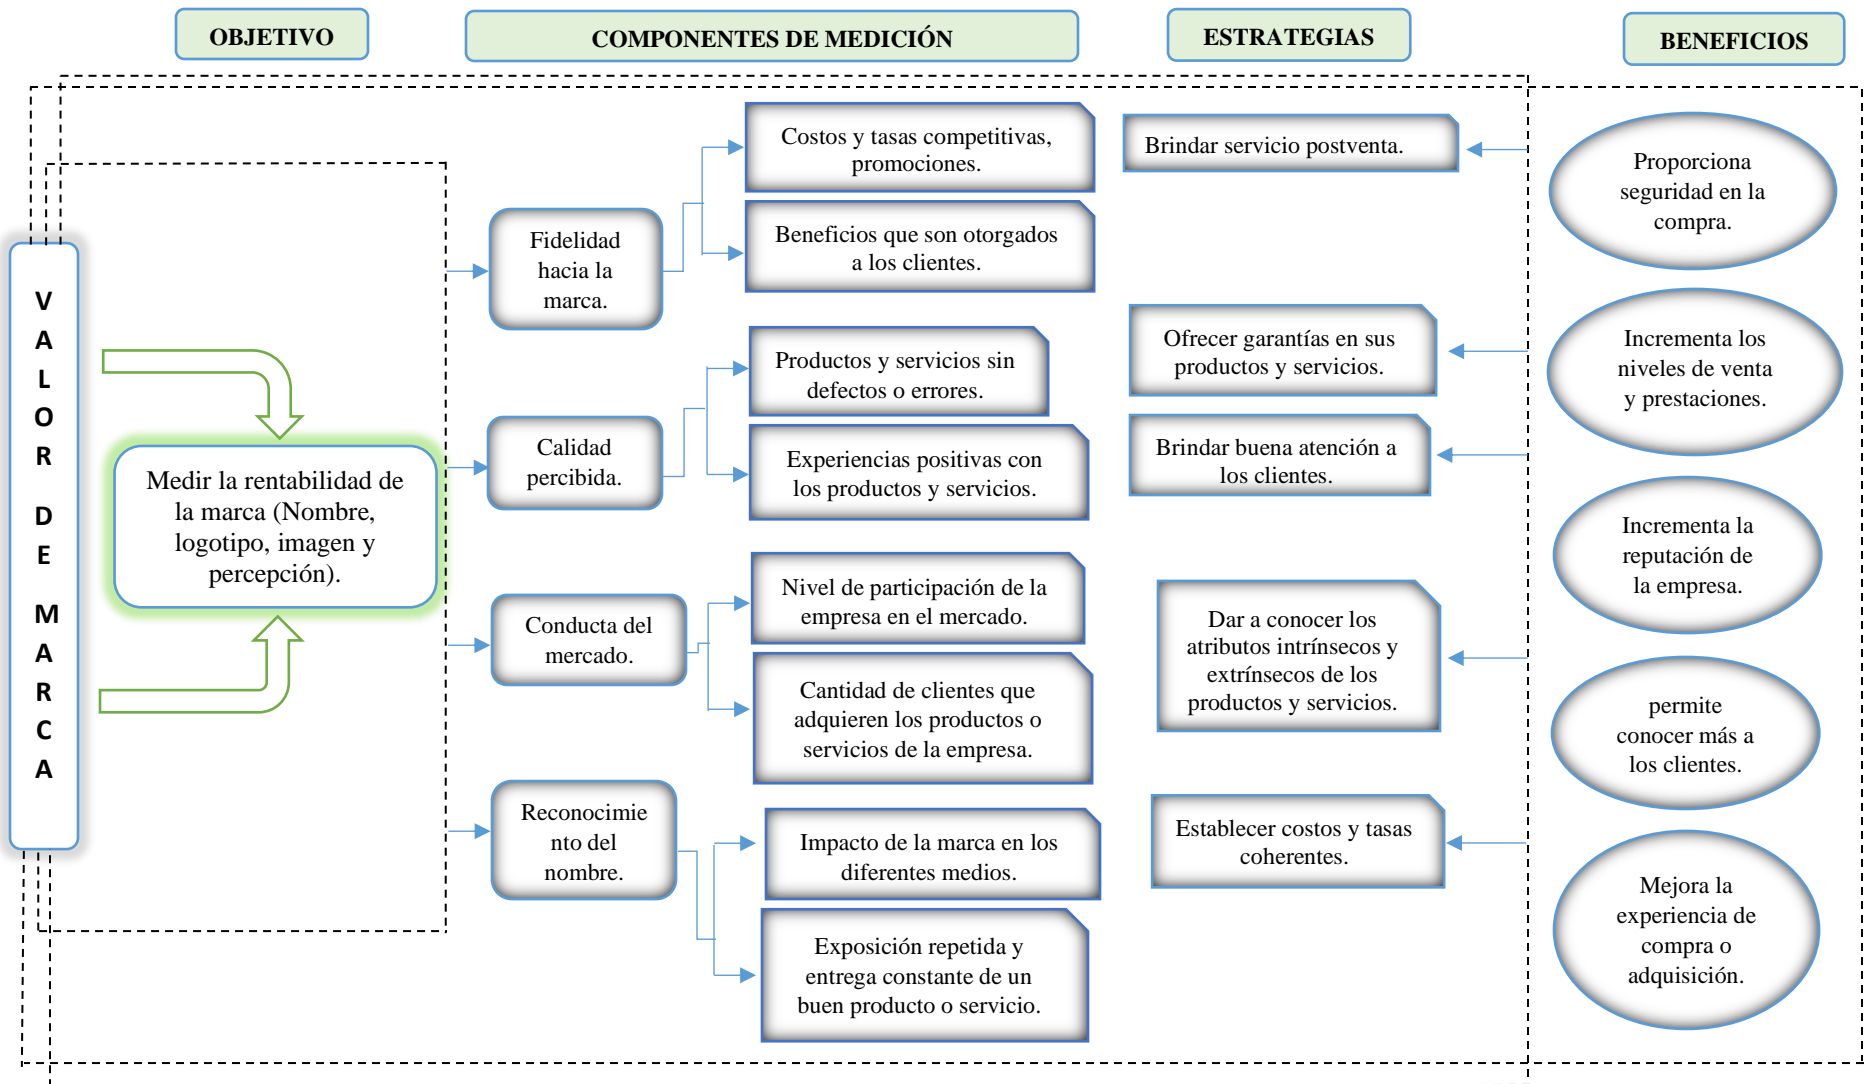 OBJETIVO
COMPONENTES DE MEDICIÓN
ESTRATEGIAS
BENEFICIOS
VALOR DE MARCA
Medir la rentabilidad de
la marca (Nombre,
logotipo, imagen y
percepción).
Fidelidad
hacia la
marca.
Costos y tasas competitivas,
promociones.
Beneficios que son otorgados
a los clientes.
Calidad
percibida.
Productos y servicios sin
defectos o errores.
Experiencias positivas con
los productos y servicios.
Conducta del
mercado.
Nivel de participación de la
empresa en el mercado.
Cantidad de clientes que
adquieren los productos o
servicios de la empresa.
Reconocimie
nto del
nombre.
Impacto de la marca en los
diferentes medios.
Exposición repetida y
entrega constante de un
buen producto o servicio.
Brindar servicio postventa.
Ofrecer garantías en sus
productos y servicios.
Brindar buena atención a
los clientes.
Dar a conocer los
atributos intrínsecos y
extrínsecos de los
productos y servicios.
Establecer costos y tasas
coherentes.
Proporciona
seguridad en la
compra.
Incrementa los
niveles de venta
y prestaciones.
Incrementa la
reputación de
la empresa.
permite
conocer más a
los clientes.
Mejora la
experiencia de
compra o
adquisición.